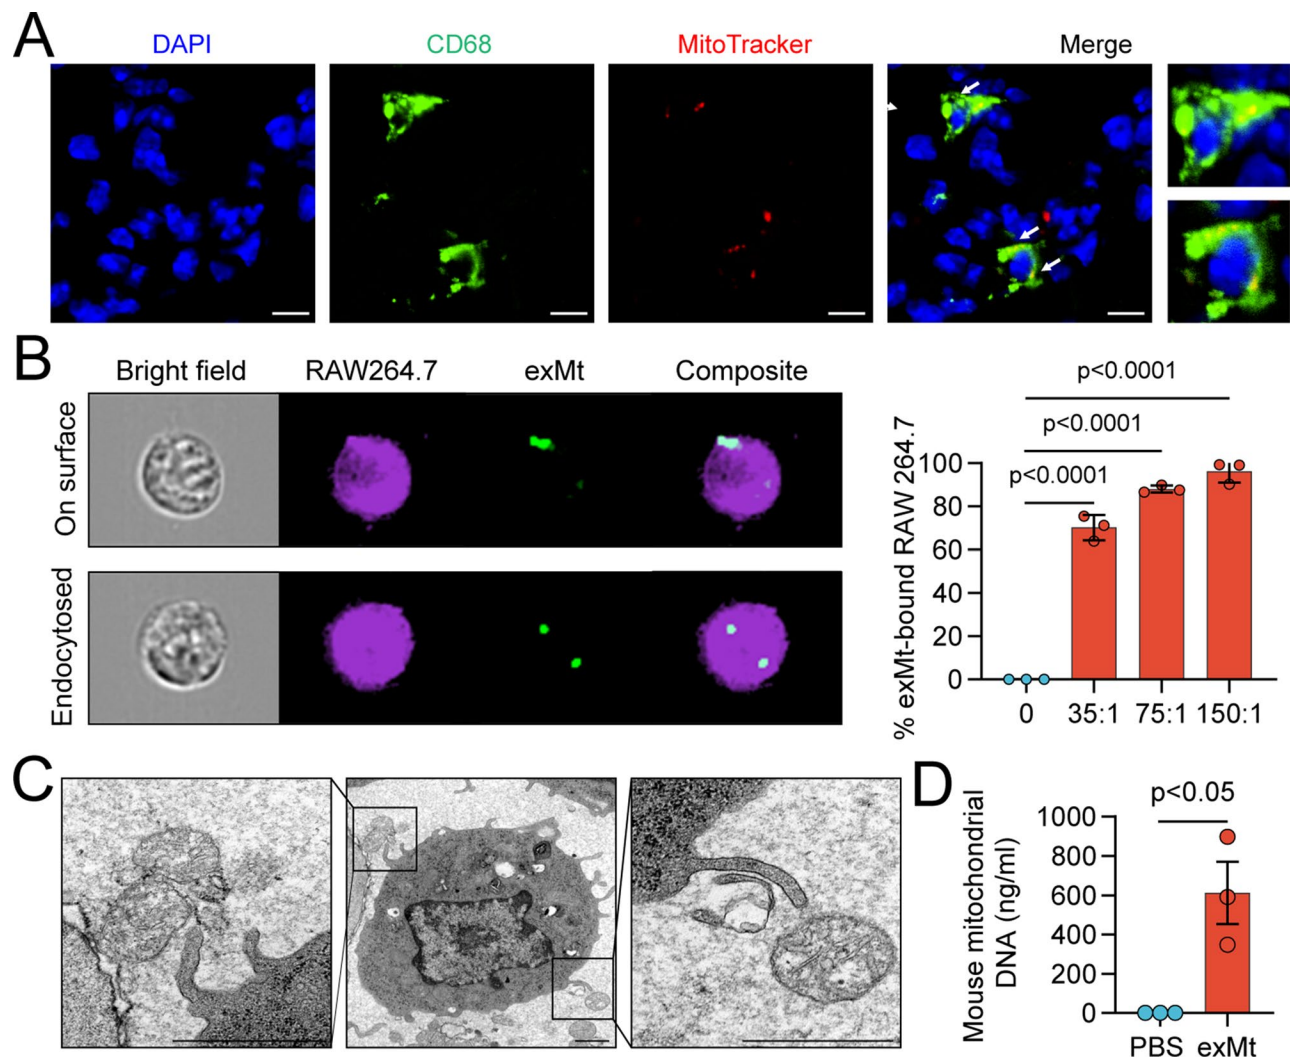 A
DAPI
CD68
MitoTracker
Merge
B
Bright field
RAW264.7
exMt
Composite
On surface
Endocytosed
% exMt-bound RAW 264.7
p<0.0001
p<0.0001
p<0.0001
100
80
60
40
20
0
0
35:1
75:1
150:1
C
D
Mouse mitochondrial
DNA (ng/ml)
p<0.05
1000
800
600
400
200
0
PBS
exMt